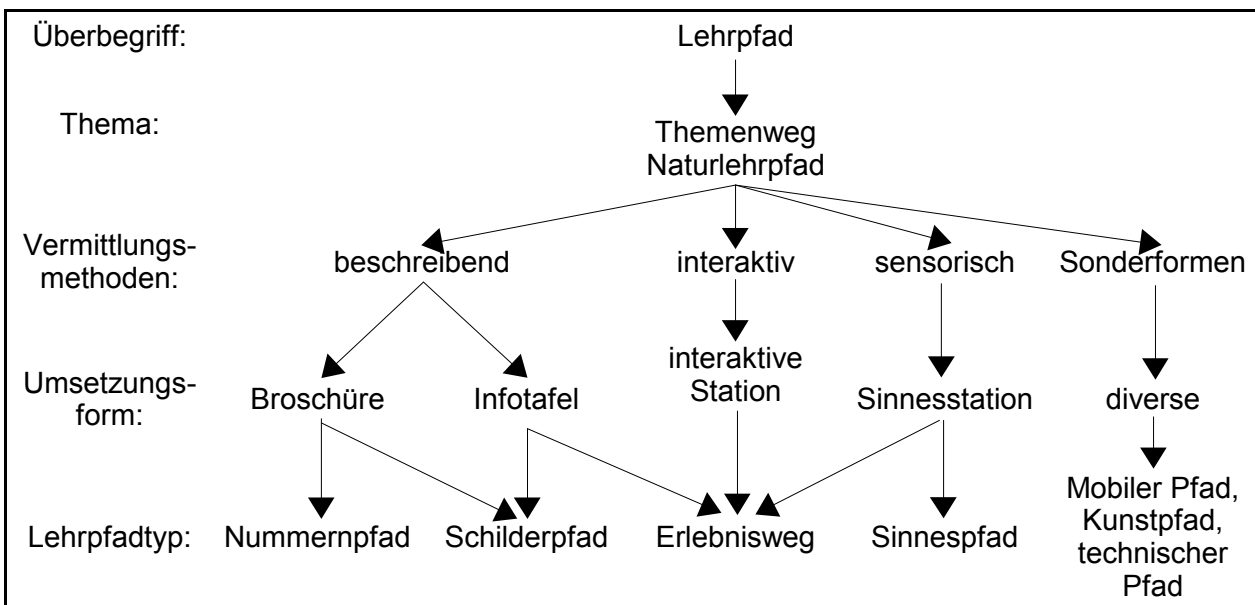 Überbegriff: Lehrpfad
Thema: Themenweg
Naturlehrpfad
Vermittlungs-
methoden: beschreibend interaktiv sensorisch Sonderformen
Umsetzungs-
form: Broschüre Infotafel interaktive
Station Sinnesstation diverse
Lehrpfadtyp: Nummernpfad Schilderpfad Erlebnisweg Sinnespfad Mobiler Pfad,
Kunstpfad,
technischer
Pfad